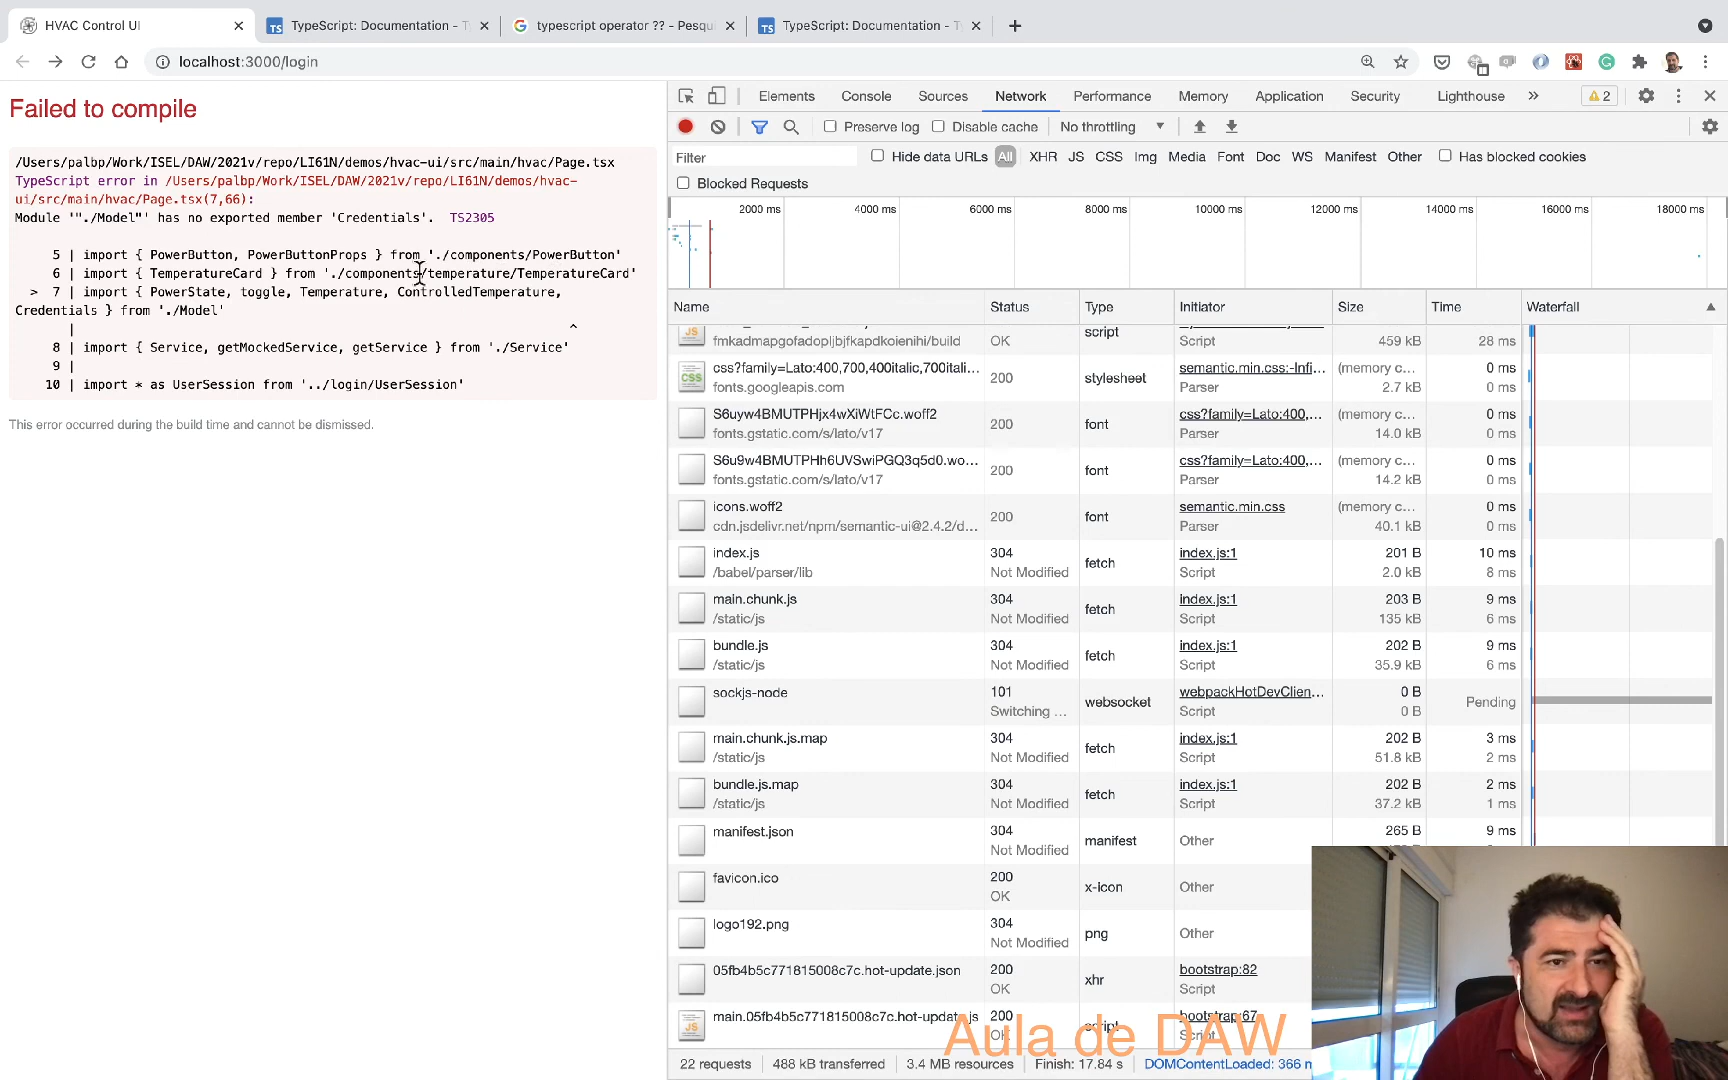 HVAC Control UI
TypeScript: Documentation - T
typescript operator ?? - Pesqu
TypeScript: Documentation - T
localhost:3000/login
Failed to compile
/Users/palbp/Work/ISEL/DAW/2021v/repo/LI61N/demos/hvac-ui/src/main/hvac/Page.tsx
TypeScript error in /Users/palbp/Work/ISEL/DAW/2021v/repo/LI61N/demos/hvac-
ui/src/main/hvac/Page.tsx(7,66):
Module '"./Model"' has no exported member 'Credentials'.  TS2305
5 | import { PowerButton, PowerButtonProps } from './components/PowerButton'
6 | import { TemperatureCard } from './components/temperature/TemperatureCard'
> 7 | import { PowerState, toggle, Temperature, ControlledTemperature,
Credentials } from './Model'
| ^
8 | import { Service, getMockedService, getService } from './Service'
9 |
10 | import * as UserSession from '../login/UserSession'
This error occurred during the build time and cannot be dismissed.
Elements Console Sources Network Performance Memory Application Security Lighthouse » 2
Preserve log Disable cache No throttling
Filter Hide data URLs All XHR JS CSS Img Media Font Doc WS Manifest Other Has blocked cookies
Blocked Requests
2000 ms 4000 ms 6000 ms 8000 ms 10000 ms 12000 ms 14000 ms 16000 ms 18000 ms
Name Status Type Initiator Size Time Waterfall
JS script
fmkadmapgofadopljbjfkapdkoienihi/build OK Script 459 kB 28 ms
css?family=Lato:400,700,400italic,700itali… 200 stylesheet semantic.min.css:-Infi… (memory c… 0 ms
CSS fonts.googleapis.com Parser 2.7 kB 0 ms
S6uyw4BMUTPHjx4wXiWtFCc.woff2 200 font css?family=Lato:400,… (memory c… 0 ms
fonts.gstatic.com/s/lato/v17 Parser 14.0 kB 0 ms
S6u9w4BMUTPHh6UVSwiPGQ3q5d0.wo… 200 font css?family=Lato:400,… (memory c… 0 ms
fonts.gstatic.com/s/lato/v17 Parser 14.2 kB 0 ms
icons.woff2 200 font semantic.min.css (memory c… 0 ms
cdn.jsdelivr.net/npm/semantic-ui@2.4.2/d… Parser 40.1 kB 0 ms
index.js 304 fetch index.js:1 201 B 10 ms
/babel/parser/lib Not Modified Script 2.0 kB 8 ms
main.chunk.js 304 fetch index.js:1 203 B 9 ms
/static/js Not Modified Script 135 kB 6 ms
bundle.js 304 fetch index.js:1 202 B 9 ms
/static/js Not Modified Script 35.9 kB 6 ms
sockjs-node 101 websocket webpackHotDevClien… 0 B Pending
Switching … Script 0 B
main.chunk.js.map 304 fetch index.js:1 202 B 3 ms
/static/js Not Modified Script 51.8 kB 2 ms
bundle.js.map 304 fetch index.js:1 202 B 2 ms
/static/js Not Modified Script 37.2 kB 1 ms
manifest.json 304 manifest Other 265 B 9 ms
Not Modified
favicon.ico 200 x-icon Other
OK
logo192.png 304 png Other
Not Modified
05fb4b5c771815008c7c.hot-update.json 200 xhr bootstrap:82
OK Script
main.05fb4b5c771815008c7c.hot-update.js 200 script bootstrap:67
JS OK Script
Aula de DAW
22 requests 488 kB transferred 3.4 MB resources Finish: 17.84 s DOMContentLoaded: 366 m